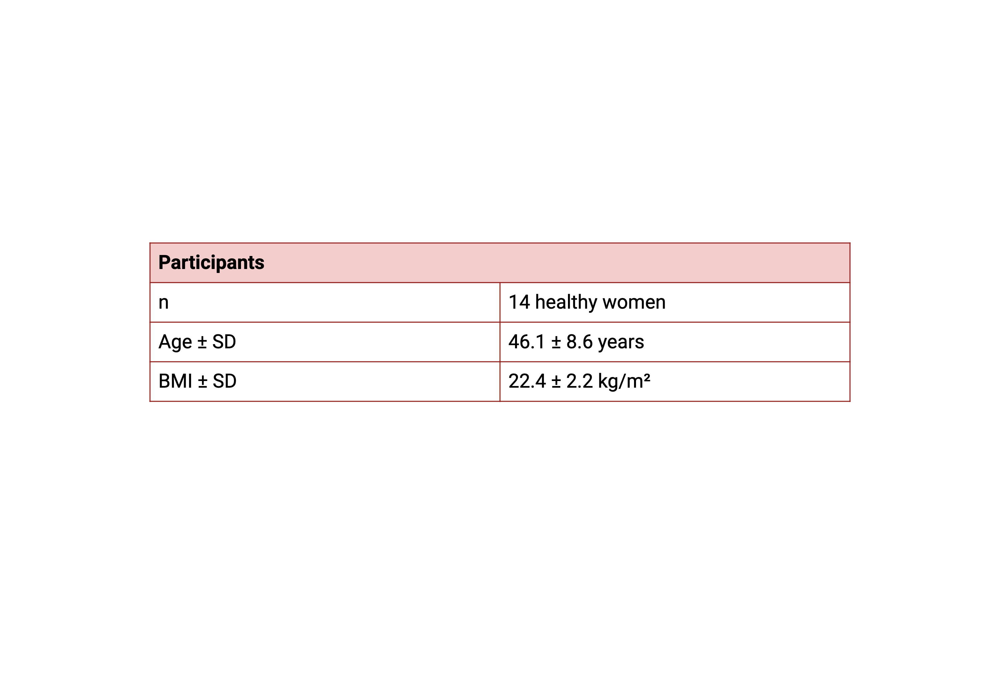 Participants
n 14 healthy women
Age ± SD 46.1 ± 8.6 years
BMI ± SD 22.4 ± 2.2 kg/m²